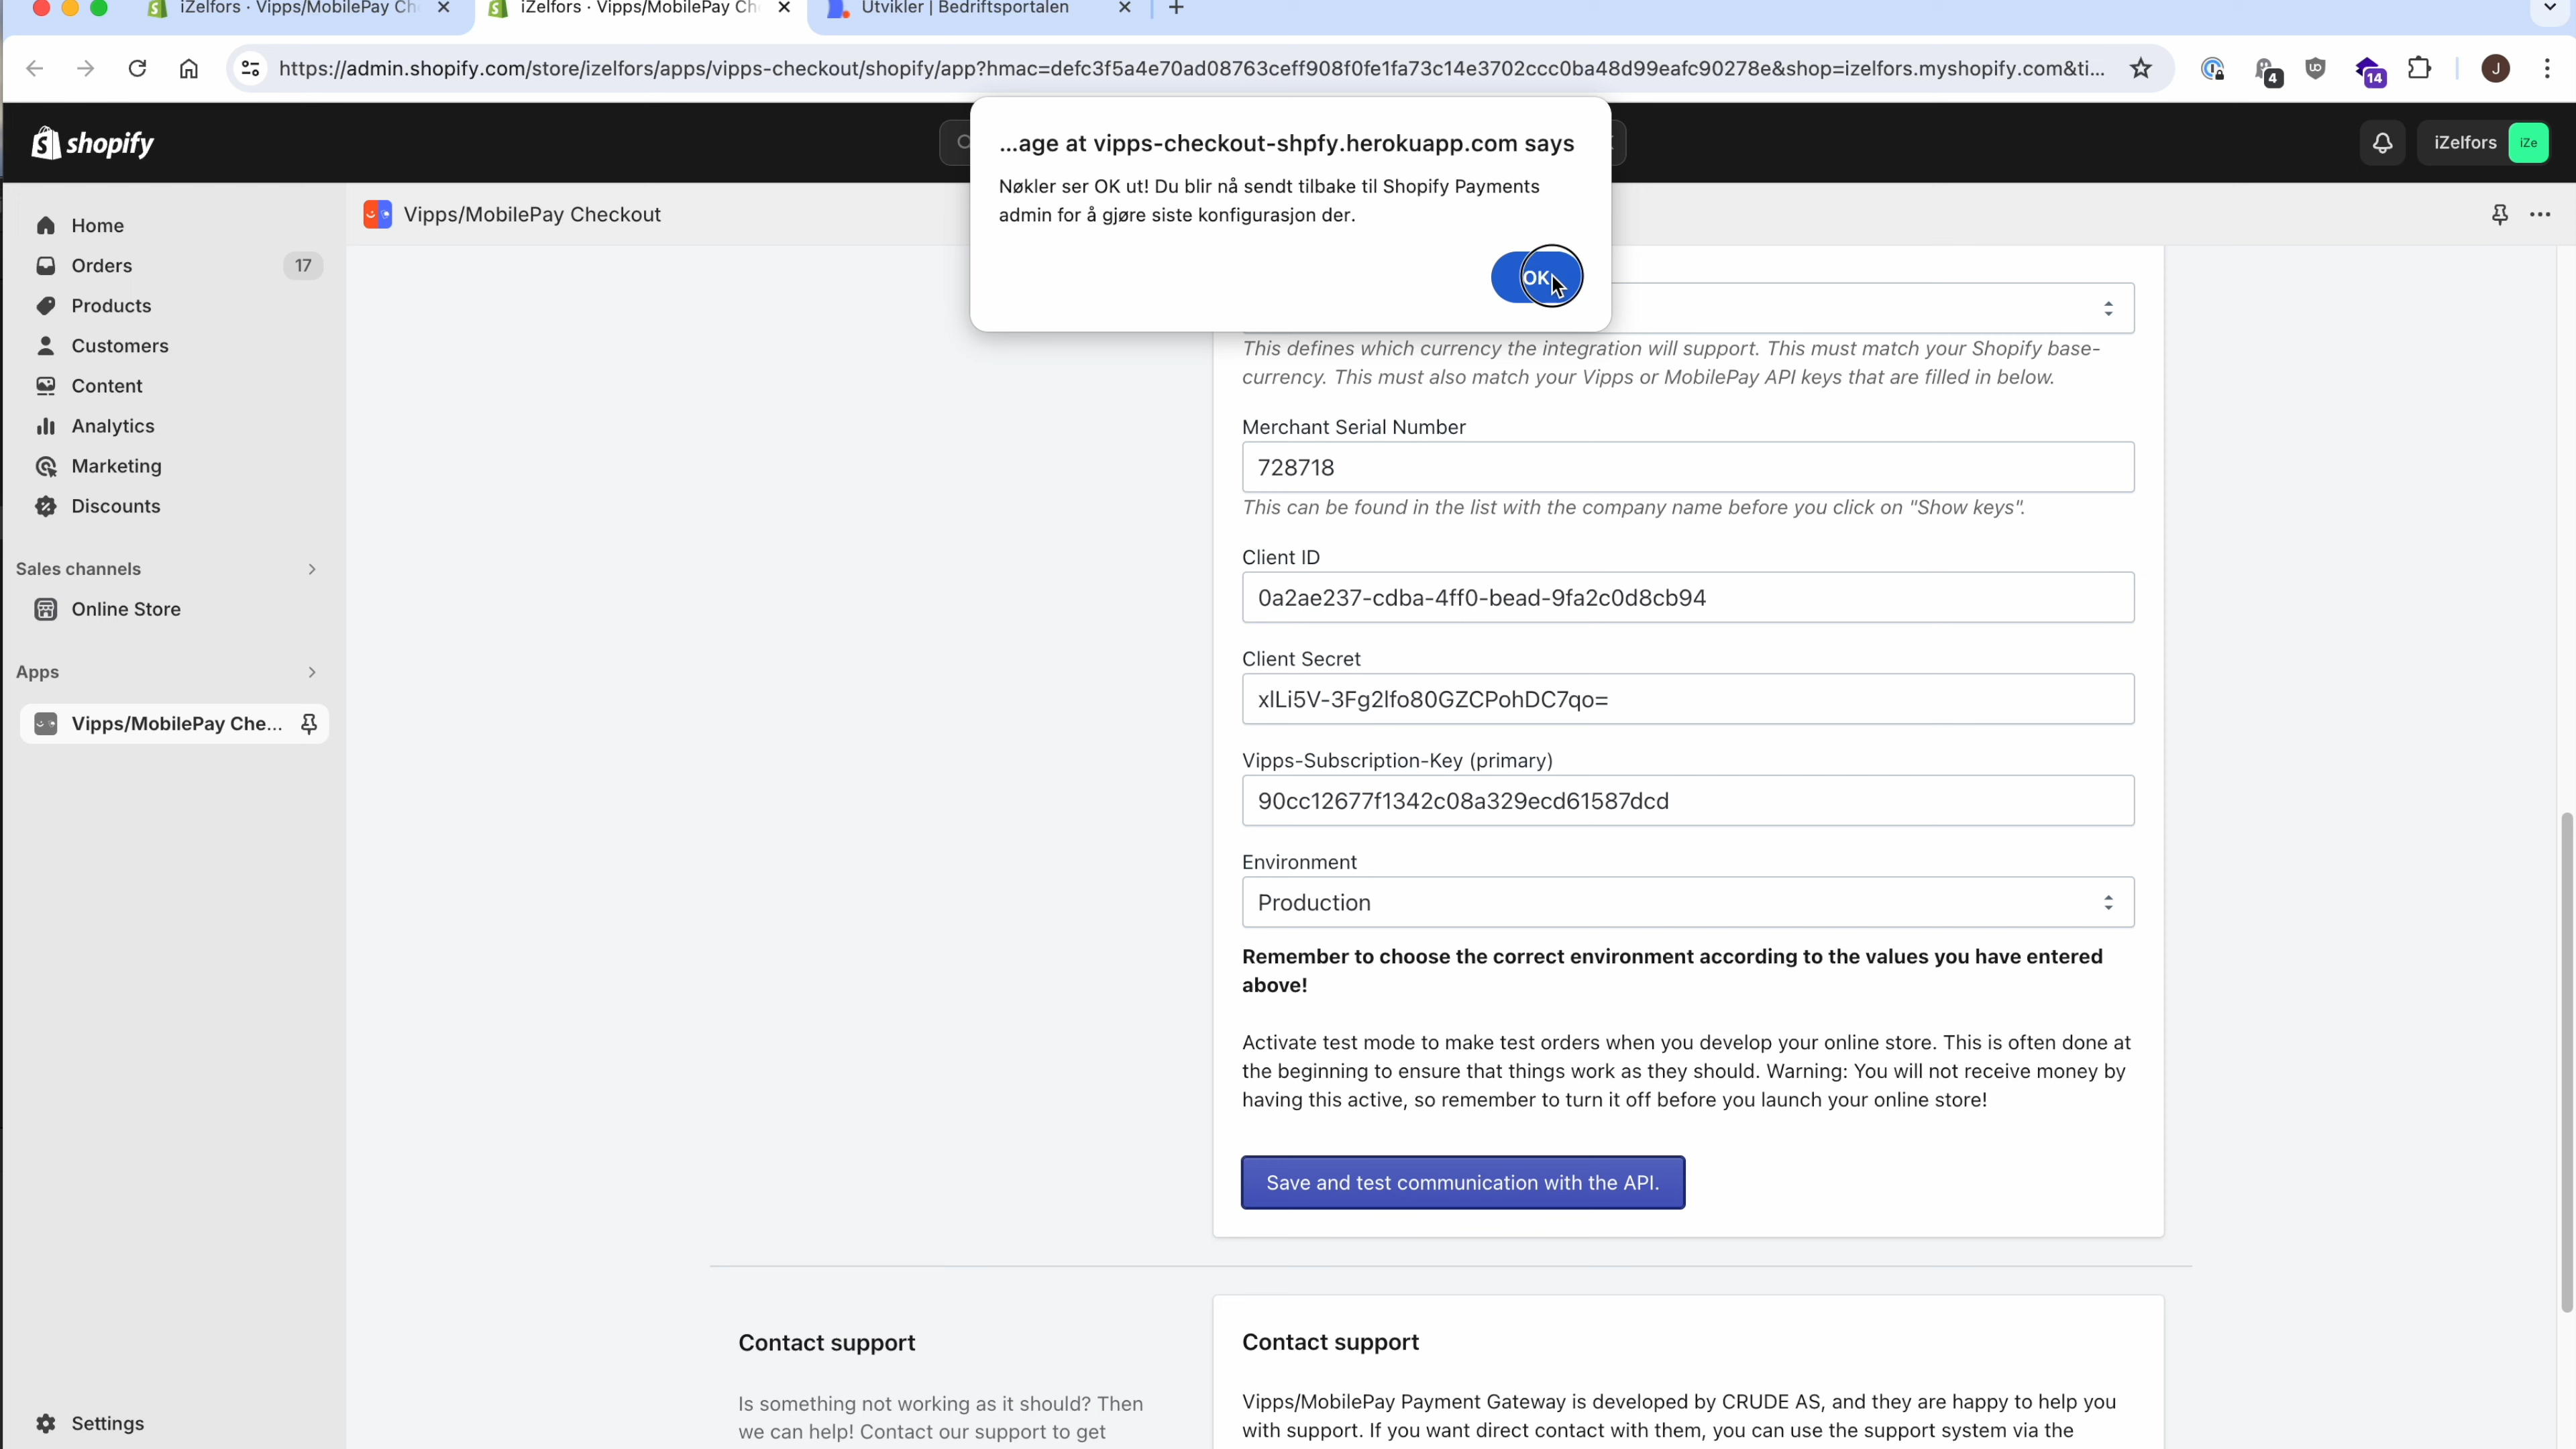 iZelfors · Vipps/MobilePay Ch
iZelfors · Vipps/MobilePay Ch
Utvikler | Bedriftsportalen
https://admin.shopify.com/store/izelfors/apps/vipps-checkout/shopify/app?hmac=defc3f5a4e70ad08763ceff908f0fe1fa73c14e3702ccc0ba48d99eafc90278e&shop=izelfors.myshopify.com&ti...
4
14
J
shopify
...age at vipps-checkout-shpfy.herokuapp.com says
Nøkler ser OK ut! Du blir nå sendt tilbake til Shopify Payments
admin for å gjøre siste konfigurasjon der.
OK
iZelfors
iZe
Home
Orders
17
Products
Customers
Content
Analytics
Marketing
Discounts
Sales channels
Online Store
Apps
Vipps/MobilePay Che...
Settings
Vipps/MobilePay Checkout
This defines which currency the integration will support. This must match your Shopify base-
currency. This must also match your Vipps or MobilePay API keys that are filled in below.
Merchant Serial Number
728718
This can be found in the list with the company name before you click on "Show keys".
Client ID
0a2ae237-cdba-4ff0-bead-9fa2c0d8cb94
Client Secret
xlLi5V-3Fg2lfo80GZCPohDC7qo=
Vipps-Subscription-Key (primary)
90cc12677f1342c08a329ecd61587dcd
Environment
Production
Remember to choose the correct environment according to the values you have entered
above!
Activate test mode to make test orders when you develop your online store. This is often done at
the beginning to ensure that things work as they should. Warning: You will not receive money by
having this active, so remember to turn it off before you launch your online store!
Save and test communication with the API.
Contact support
Is something not working as it should? Then
we can help! Contact our support to get
Contact support
Vipps/MobilePay Payment Gateway is developed by CRUDE AS, and they are happy to help you
with support. If you want direct contact with them, you can use the support system via the